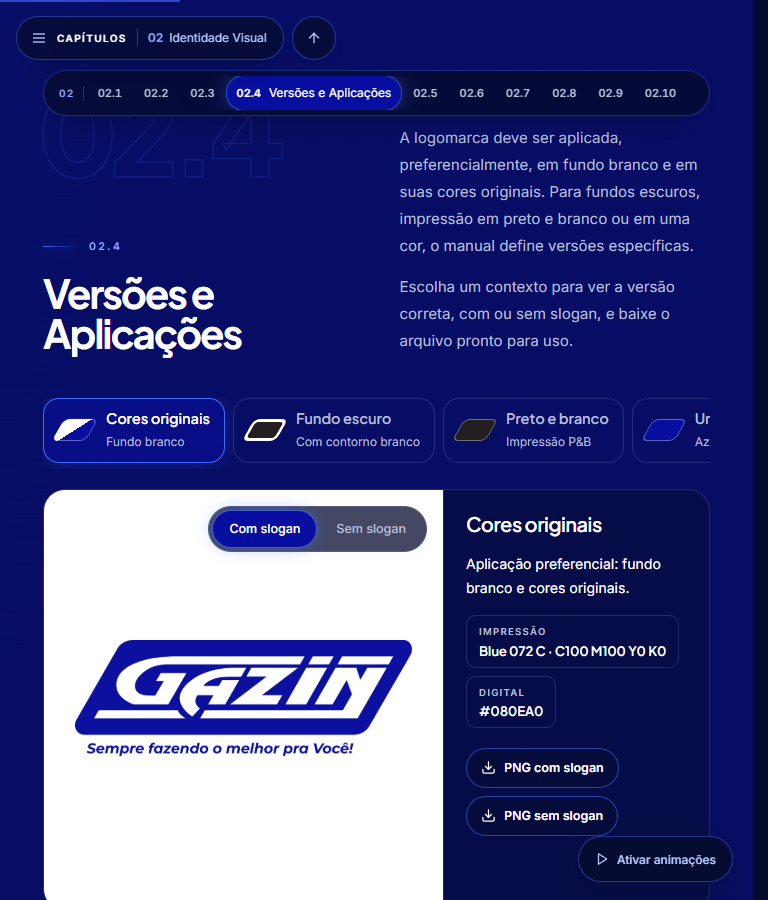 CAPÍTULOS 02 Identidade Visual
02 02.1 02.2 02.3 02.4 Versões e Aplicações 02.5 02.6 02.7 02.8 02.9 02.10
02.4
A logomarca deve ser aplicada,
preferencialmente, em fundo branco e em
suas cores originais. Para fundos escuros,
impressão em preto e branco ou em uma
cor, o manual define versões específicas.
Escolha um contexto para ver a versão
correta, com ou sem slogan, e baixe o
arquivo pronto para uso.
02.4
Versões e
Aplicações
Cores originais
Fundo branco
Fundo escuro
Com contorno branco
Preto e branco
Impressão P&B
Com slogan Sem slogan
GAZIN
Sempre fazendo o melhor pra Você!
Cores originais
Aplicação preferencial: fundo
branco e cores originais.
IMPRESSÃO
Blue 072 C · C100 M100 Y0 K0
DIGITAL
#080EA0
PNG com slogan
PNG sem slogan
Ativar animações